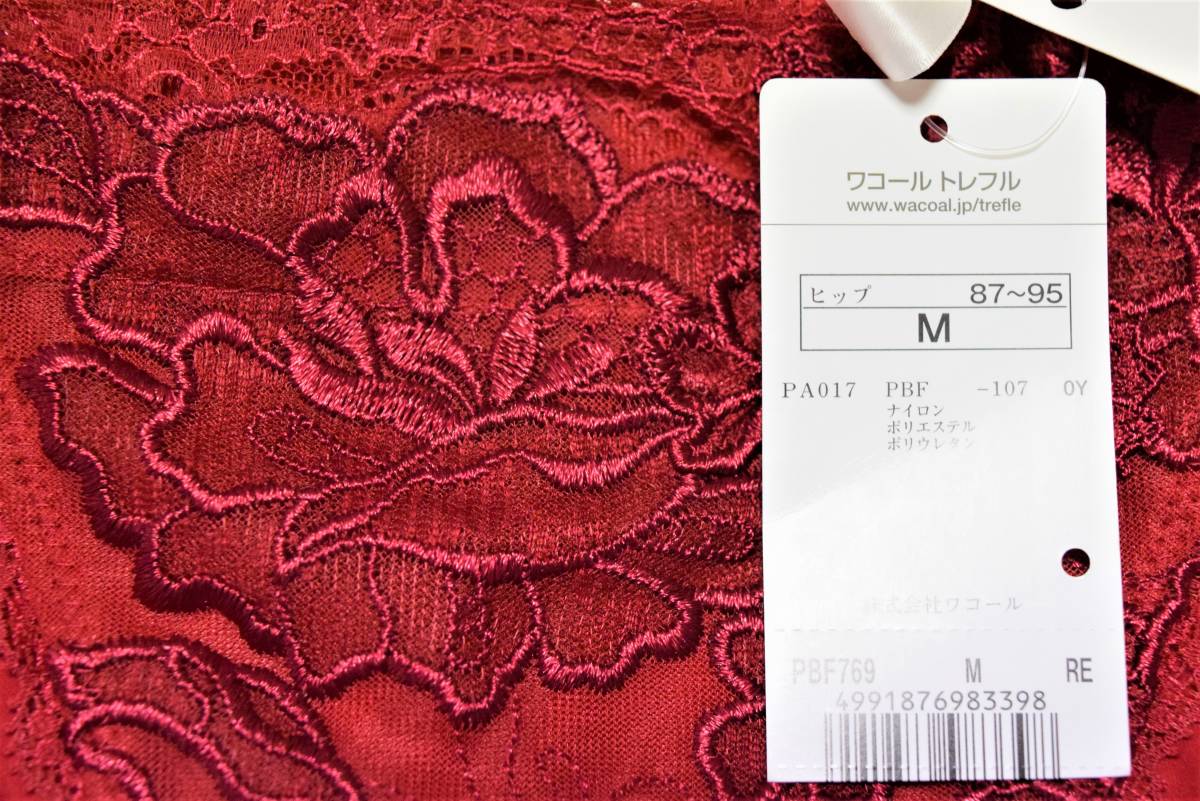 ワコール トレフル
www.wacoal.jp/trefle
ヒップ 87~95
M
PA017 PBF -107 0Y
ナイロン
ポリエステル
ポリウレタン
株式会社ワコール
PBF769 M RE
4991876983398